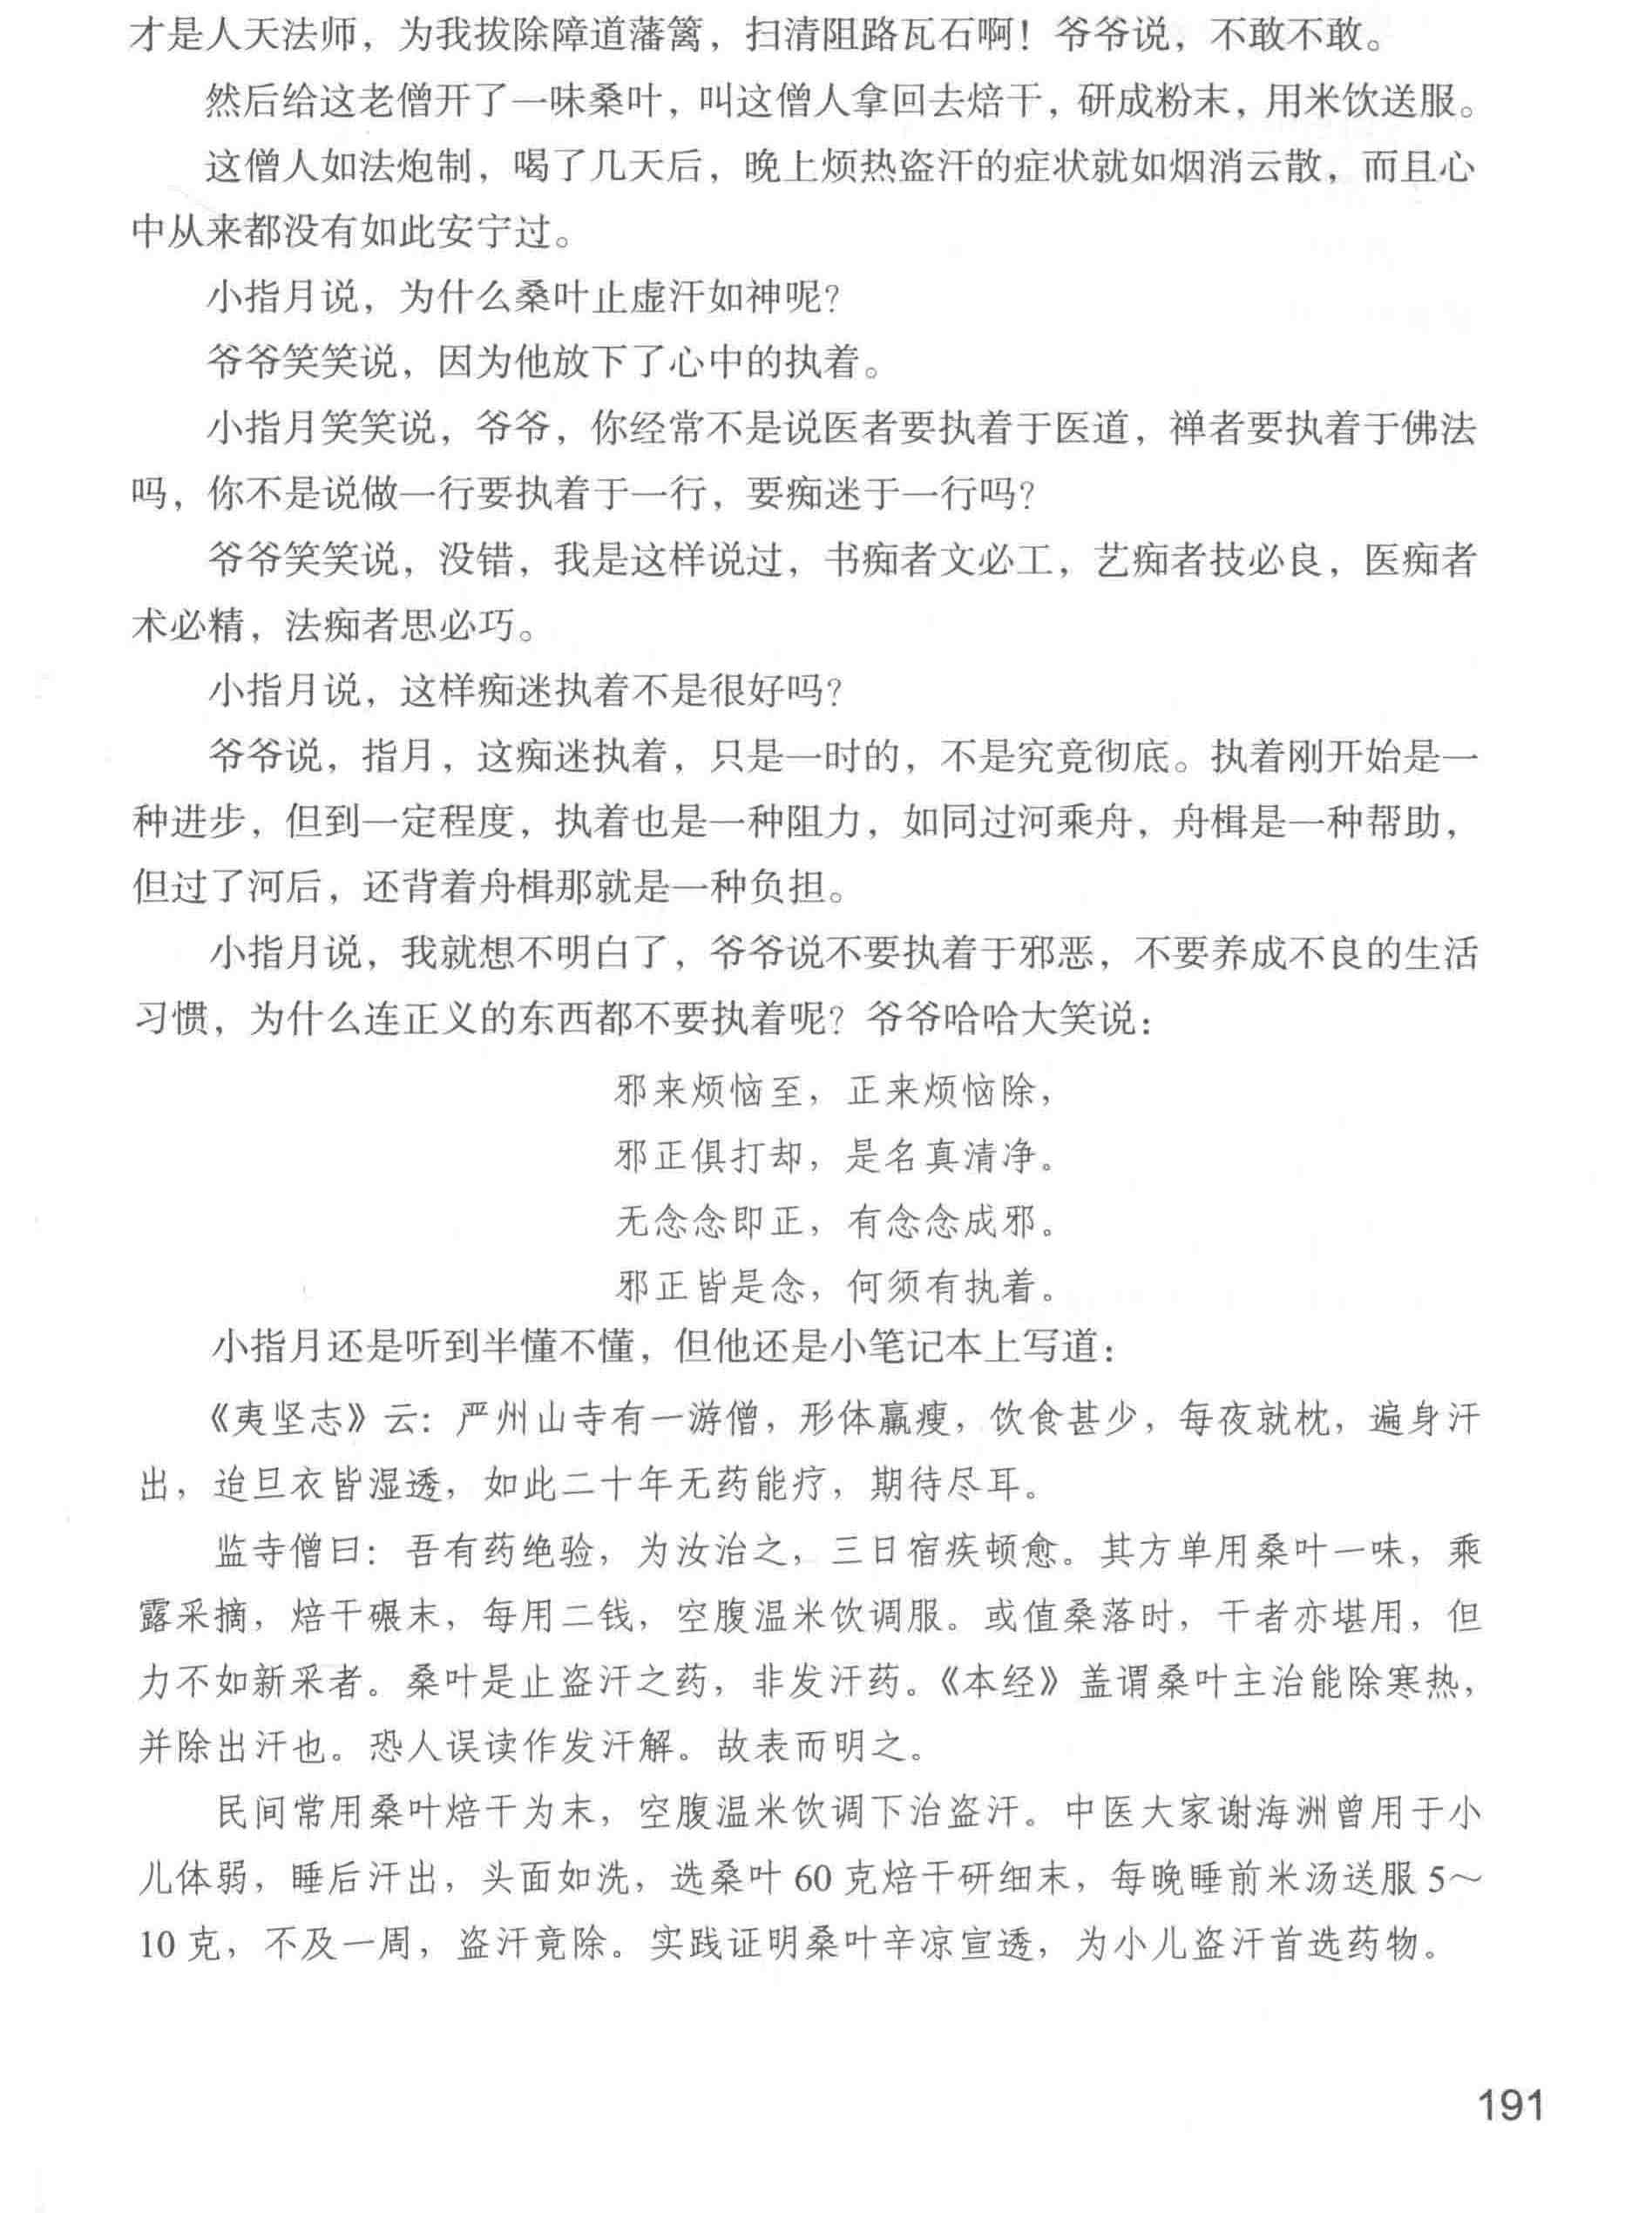 才是人天法师，为我拔除障道藩篱，扫清阻路瓦石啊！爷爷说，不敢不敢。
然后给这老僧开了一味桑叶，叫这僧人拿回去焙干，研成粉末，用米饮送服。
这僧人如法炮制，喝了几天后，晚上烦热盗汗的症状就如烟消云散，而且心
中从来都没有如此安宁过。
小指月说，为什么桑叶止虚汗如神呢？
爷爷笑笑说，因为他放下了心中的执着。
小指月笑笑说，爷爷，你经常不是说医者要执着于医道，禅者要执着于佛法
吗，你不是说做一行要执着于一行，要痴迷于一行吗？
爷爷笑笑说，没错，我是这样说过，书痴者文必工，艺痴者技必良，医痴者
术必精，法痴者思必巧。
小指月说，这样痴迷执着不是很好吗？
爷爷说，指月，这痴迷执着，只是一时的，不是究竟彻底。执着刚开始是一
种进步，但到一定程度，执着也是一种阻力，如同过河乘舟，舟楫是一种帮助，
但过了河后，还背着舟楫那就是一种负担。
小指月说，我就想不明白了，爷爷说不要执着于邪恶，不要养成不良的生活
习惯，为什么连正义的东西都不要执着呢？爷爷哈哈大笑说：
邪来烦恼至，正来烦恼除，
邪正俱打却，是名真清净。
无念念即正，有念念成邪。
邪正皆是念，何须有执着。
小指月还是听到半懂不懂，但他还是小笔记本上写道：
《夷坚志》云：严州山寺有一游僧，形体羸瘦，饮食甚少，每夜就枕，遍身汗
出，迨旦衣皆湿透，如此二十年无药能疗，期待尽耳。
监寺僧曰：吾有药绝验，为汝治之，三日宿疾顿愈。其方单用桑叶一味，乘
露采摘，焙干碾末，每用二钱，空腹温米饮调服。或值桑落时，干者亦堪用，但
力不如新采者。桑叶是止盗汗之药，非发汗药。《本经》盖谓桑叶主治能除寒热，
并除出汗也。恐人误读作发汗解。故表而明之。
民间常用桑叶焙干为末，空腹温米饮调下治盗汗。中医大家谢海洲曾用于小
儿体弱，睡后汗出，头面如洗，选桑叶 60 克焙干研细末，每晚睡前米汤送服 5～
10 克，不及一周，盗汗竟除。实践证明桑叶辛凉宣透，为小儿盗汗首选药物。
191